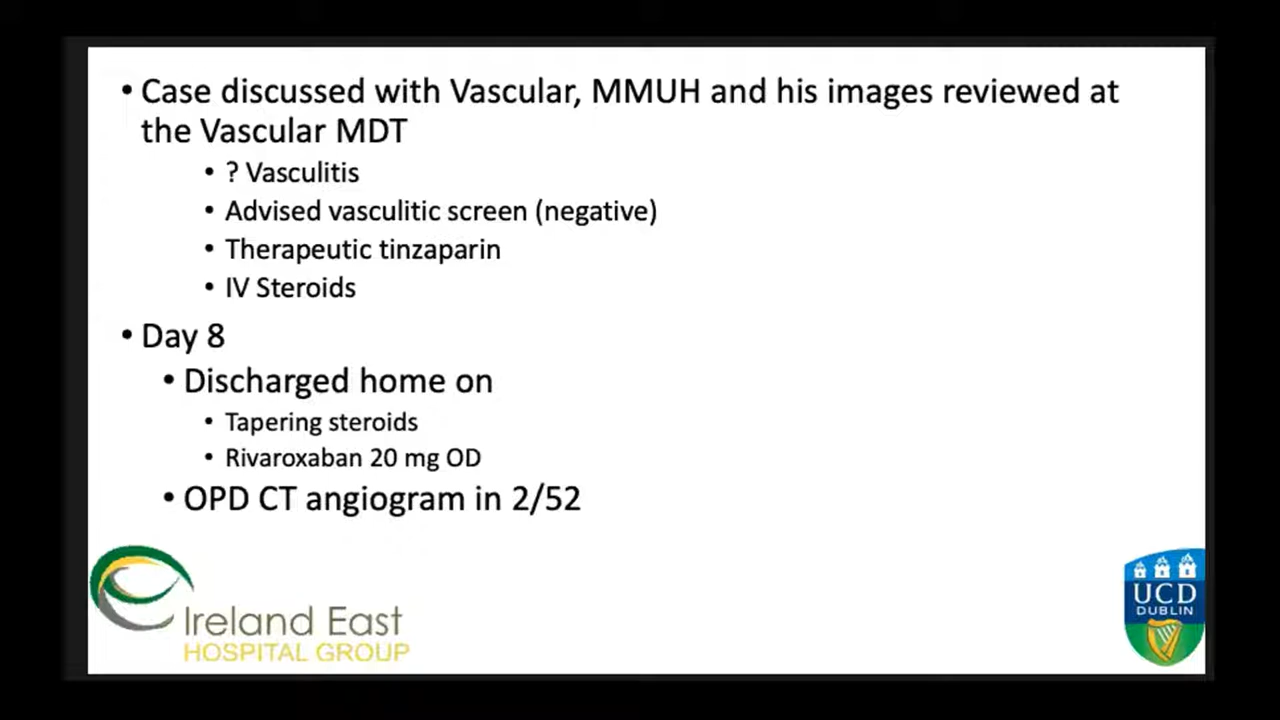 • Case discussed with Vascular, MMUH and his images reviewed at
the Vascular MDT
• ? Vasculitis
• Advised vasculitic screen (negative)
• Therapeutic tinzaparin
• IV Steroids
• Day 8
• Discharged home on
• Tapering steroids
• Rivaroxaban 20 mg OD
• OPD CT angiogram in 2/52
Ireland East
HOSPITAL GROUP
UCD
DUBLIN